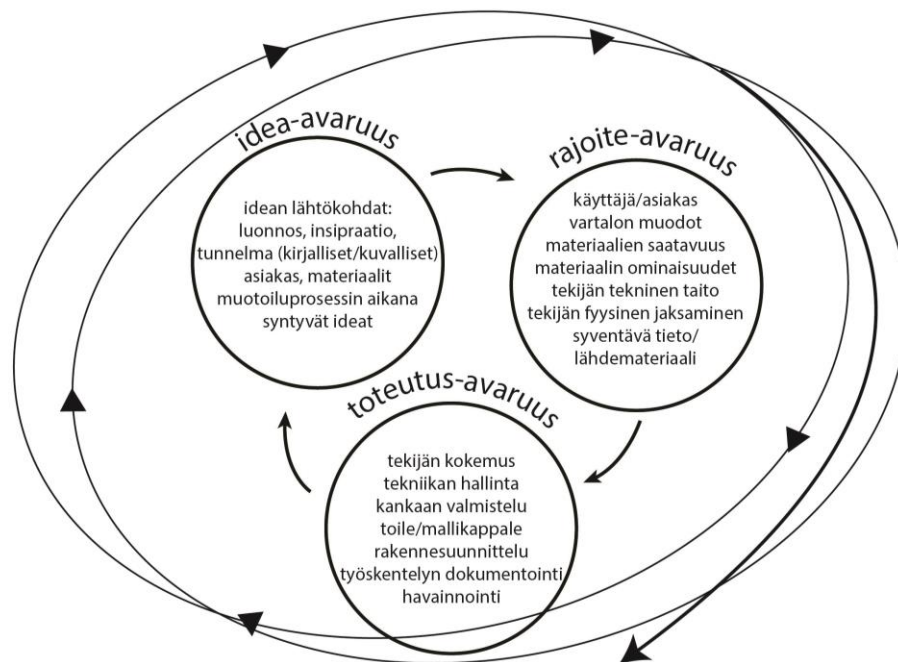 idea-avaruus
idean lähtökohdat:
luonnos, insipraatio,
tunnelma (kirjalliset/kuvalliset)
asiakas, materiaalit
muotoiluprosessin aikana
syntyvät ideat
rajoite-avaruus
käyttäjä/asiakas
vartalon muodot
materiaalien saatavuus
materiaalin ominaisuudet
tekijän tekninen taito
tekijän fyysinen jaksaminen
syventävä tieto/
lähdemateriaali
toteutus-avaruus
tekijän kokemus
tekniikan hallinta
kankaan valmistelu
toile/mallikappale
rakennesuunnittelu
työskentelyn dokumentointi
havainnointi